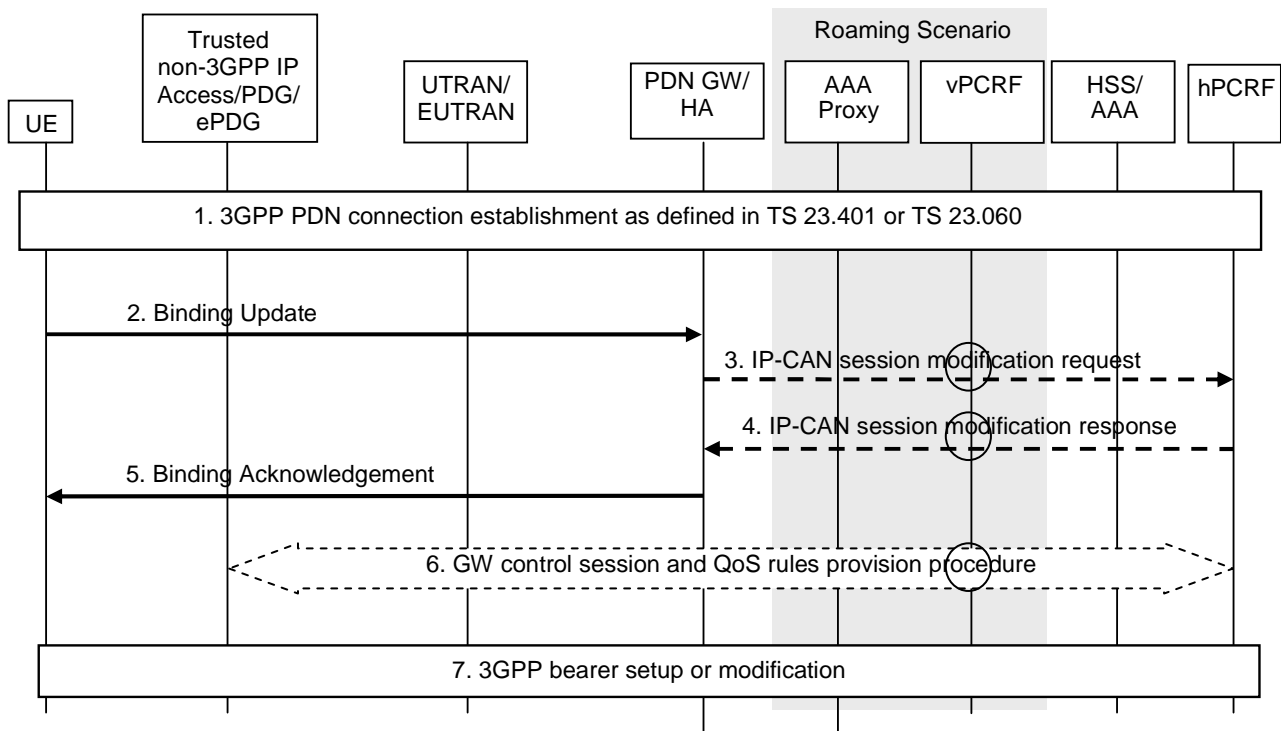 Roaming Scenario
Trusted
non-3GPP IP
Access/PDG/
ePDG
UE
UTRAN/
EUTRAN
PDN GW/
HA
AAA
Proxy
vPCRF
HSS/
AAA
hPCRF
1. 3GPP PDN connection establishment as defined in TS 23.401 or TS 23.060
2. Binding Update
3. IP-CAN session modification request
4. IP-CAN session modification response
5. Binding Acknowledgement
6. GW control session and QoS rules provision procedure
7. 3GPP bearer setup or modification